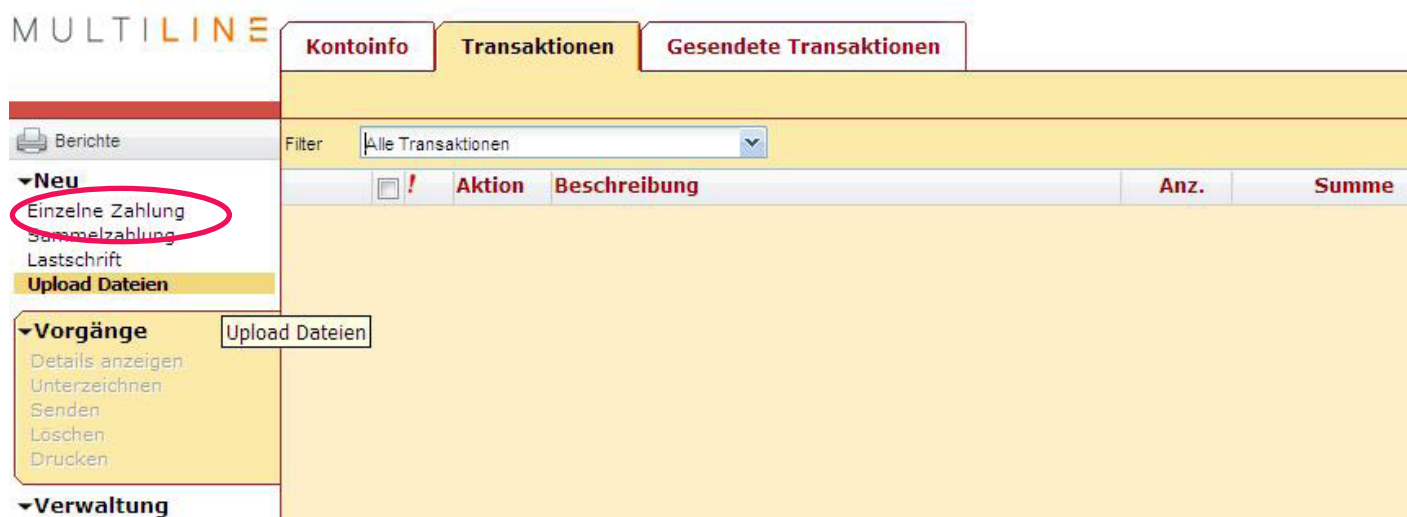 MULTILINE
Kontoinfo Transaktionen Gesendete Transaktionen
Berichte
Filter Alle Transaktionen
! Aktion Beschreibung Anz. Summe
Neu
Einzelne Zahlung
Sammelzahlung
Lastschrift
Upload Dateien
Vorgänge
Upload Dateien
Details anzeigen
Unterzeichnen
Senden
Löschen
Drucken
Verwaltung